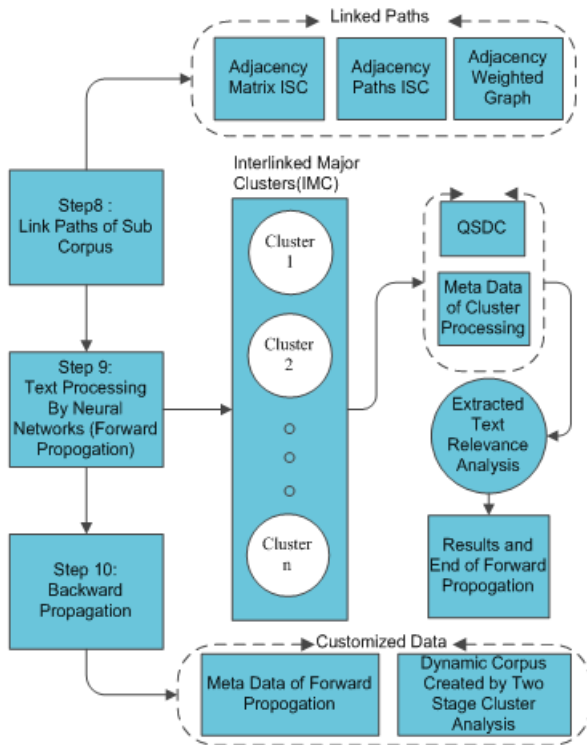 Linked Paths
Adjacency
Matrix ISC
Adjacency
Paths ISC
Adjacency
Weighted
Graph
Step8 :
Link Paths of Sub
Corpus
Interlinked Major
Clusters(IMC)
Cluster
1
Cluster
2
Cluster
n
QSDC
Meta Data
of Cluster
Processing
Step 9:
Text Processing
By Neural
Networks (Forward
Propogation)
Extracted
Text
Relevance
Analysis
Results and
End of Forward
Propogation
Step 10:
Backward
Propagation
Customized Data
Meta Data of Forward
Propogation
Dynamic Corpus
Created by Two
Stage Cluster
Analysis